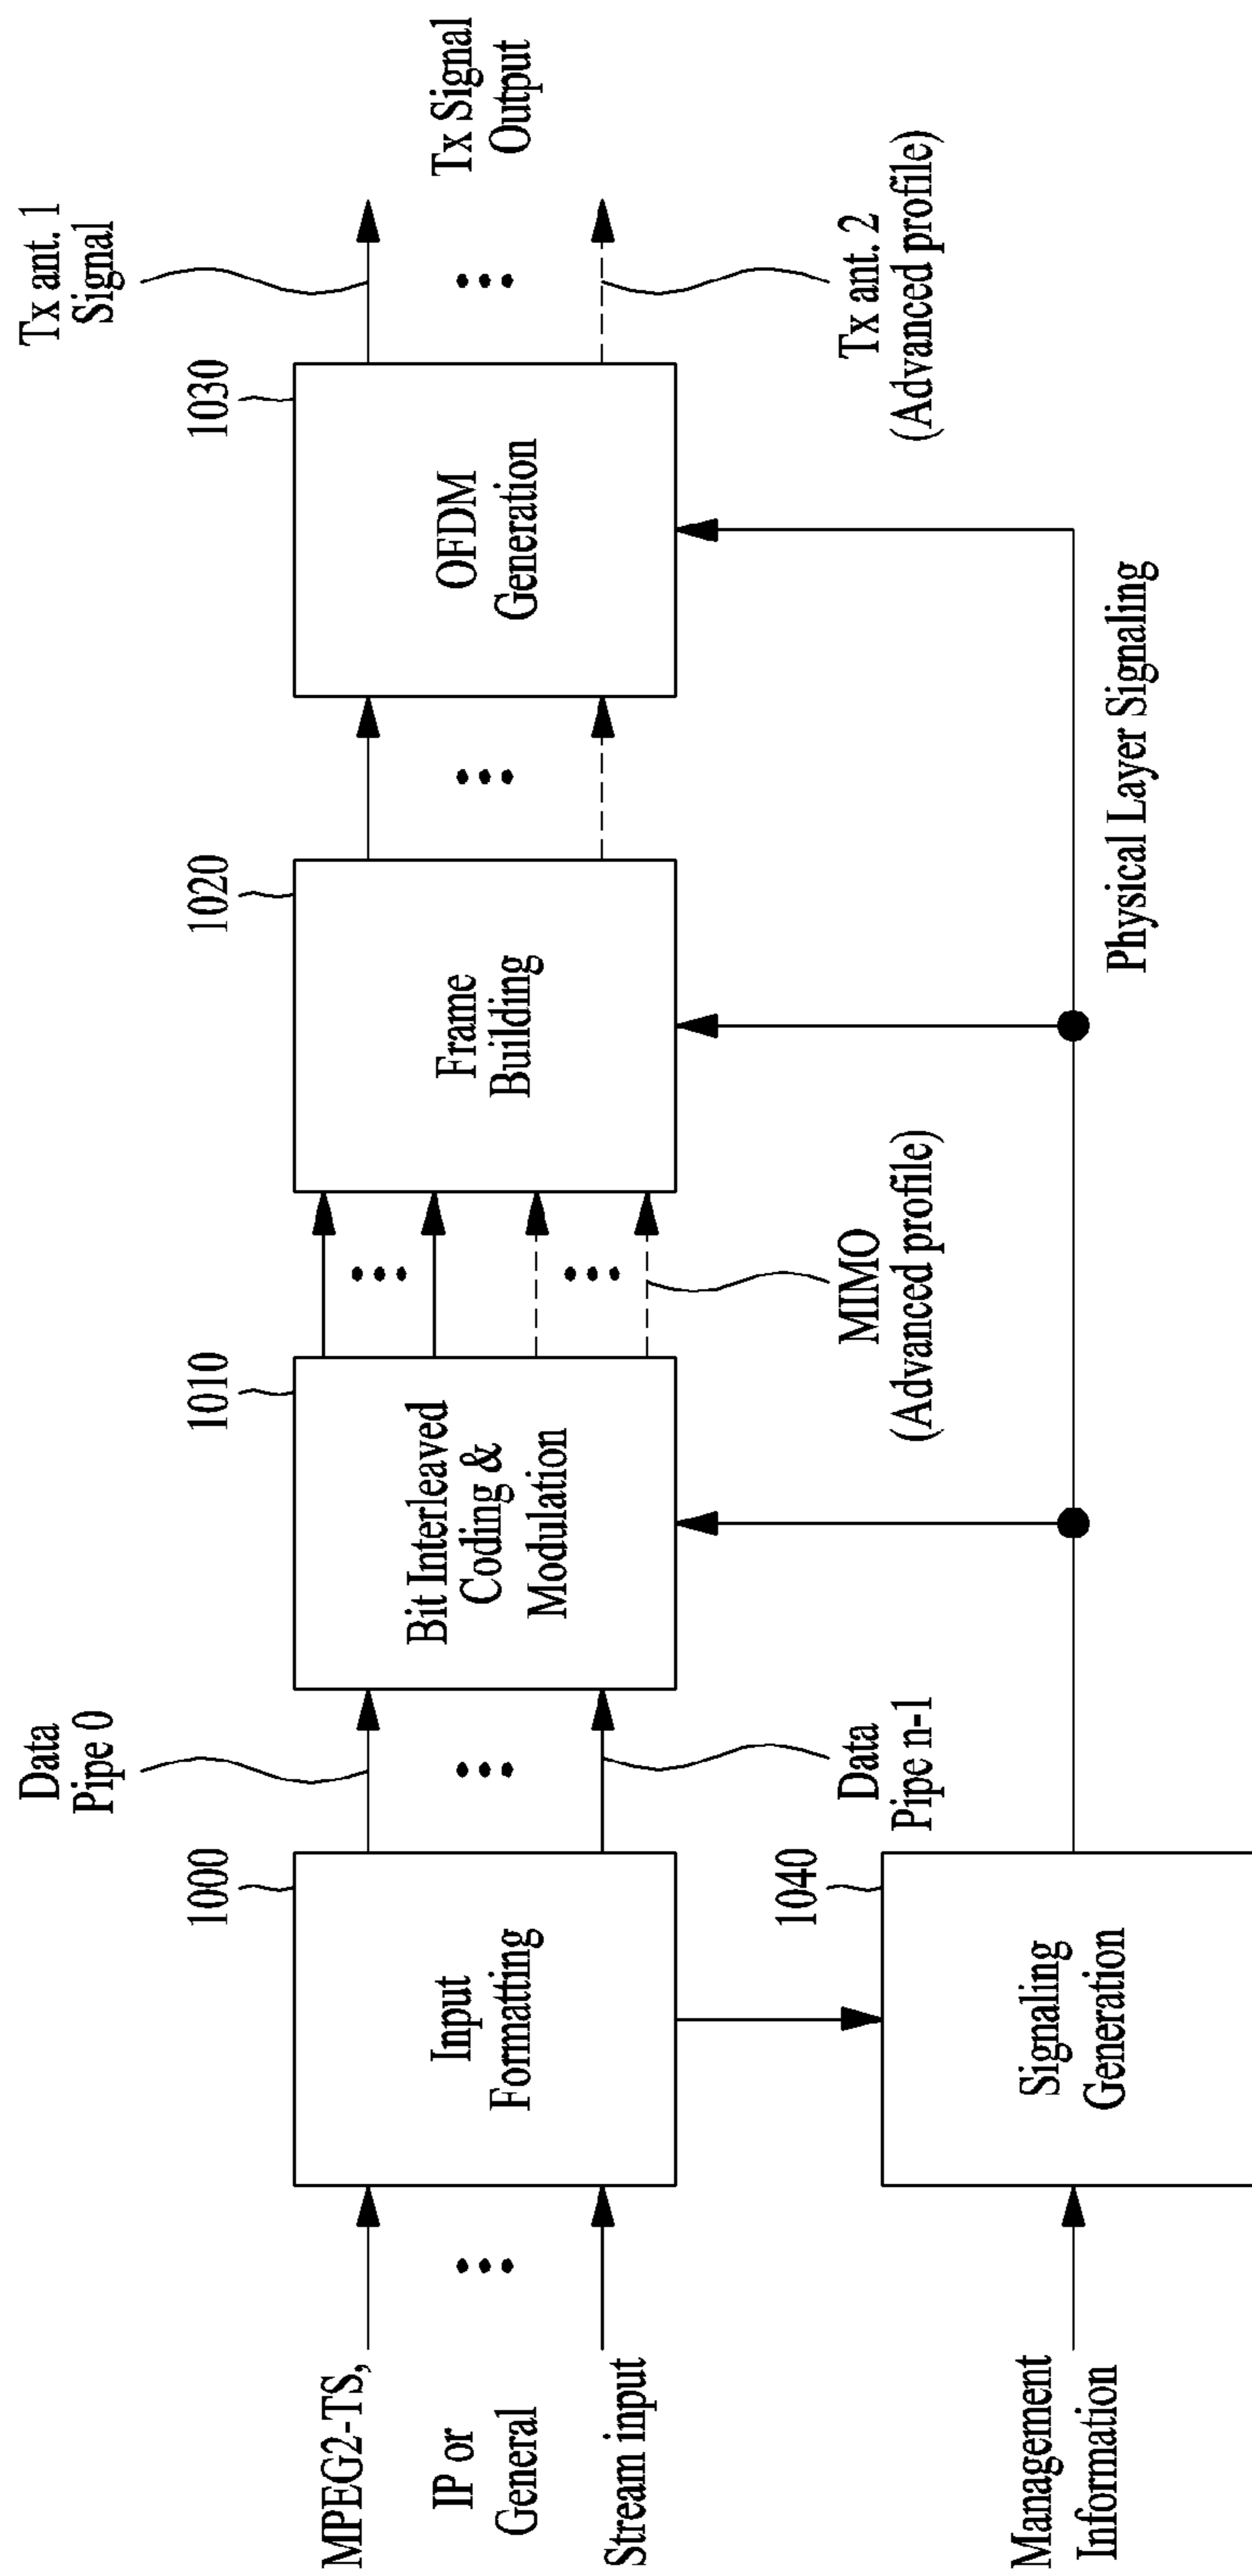 MPEG2-TS,
IP or
General
Stream input
Management
Information
1000
Input
Formatting
1040
Signaling
Generation
Data
Pipe 0
Data
Pipe n-1
1010
Bit Interleaved
Coding &
Modulation
MIMO
(Advanced profile)
1020
Frame
Building
Physical Layer Signaling
1030
OFDM
Generation
Tx ant. 1
Signal
Tx ant. 2
(Advanced profile)
Tx Signal
Output